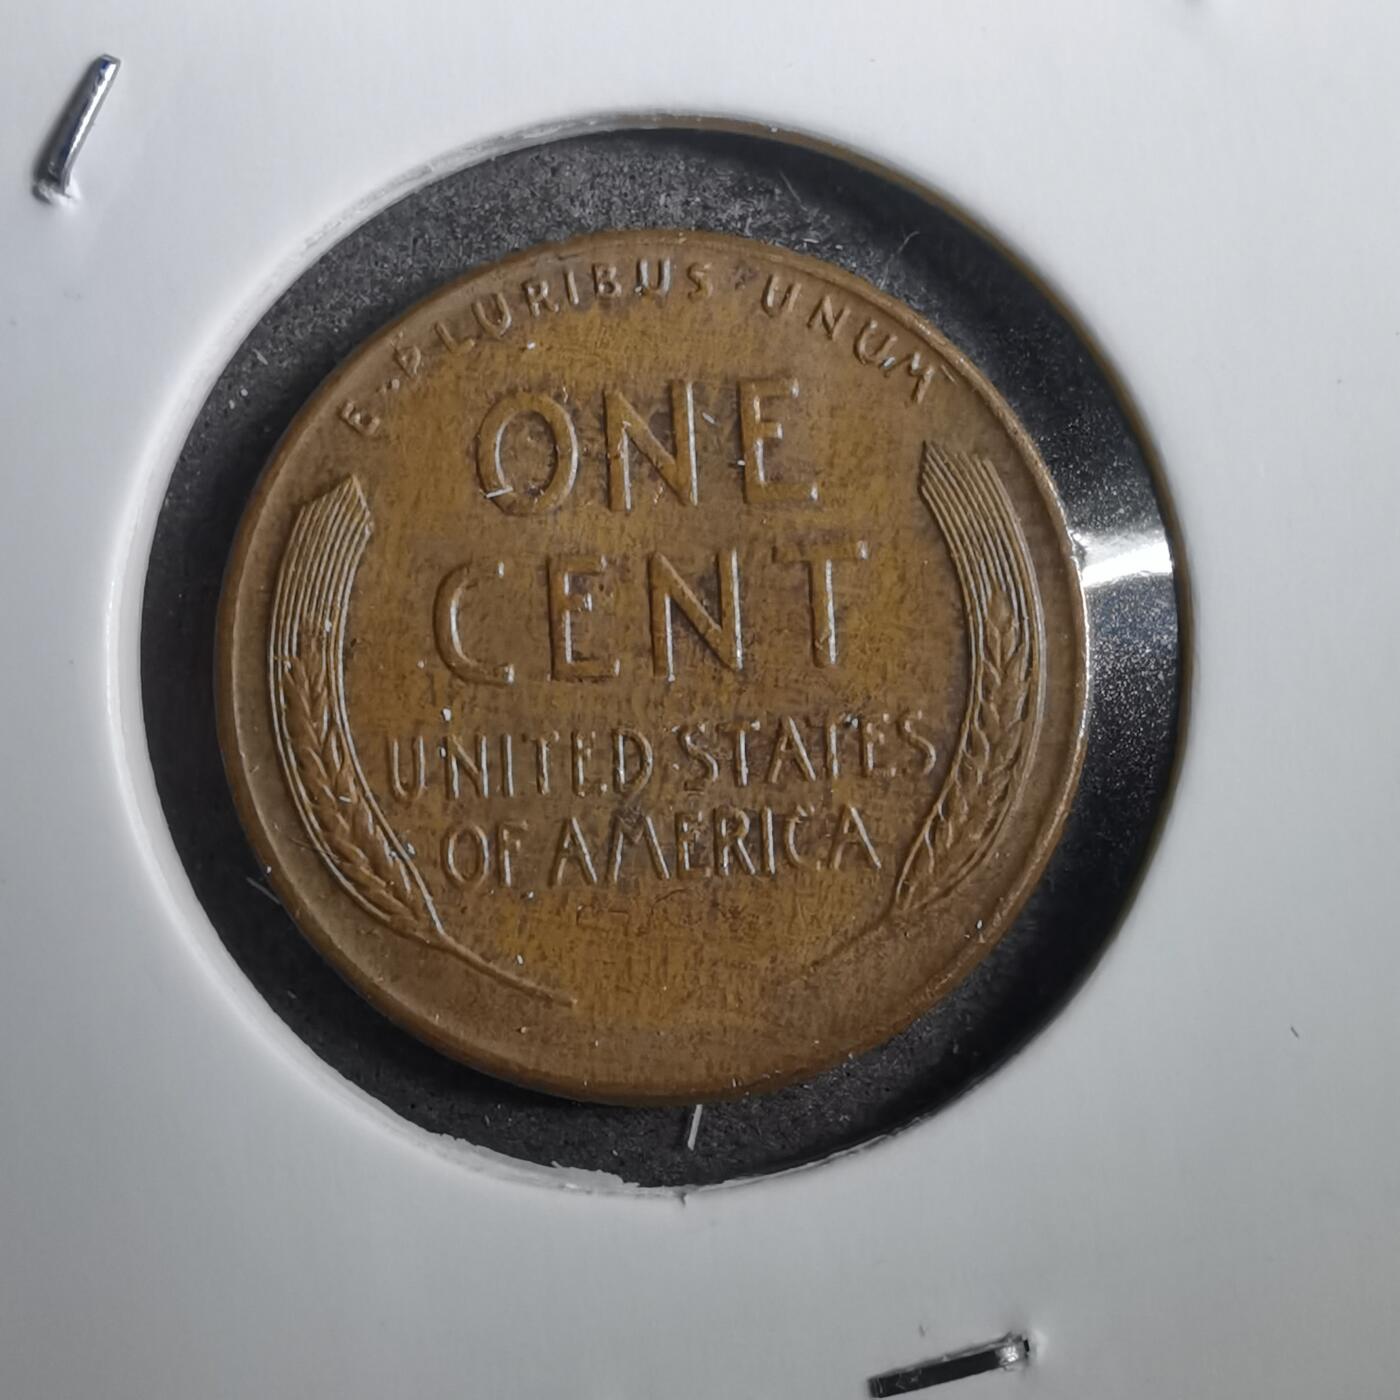 E·PLURIBUS·UNUM
ONE
CENT
UNITED STATES
OF AMERICA